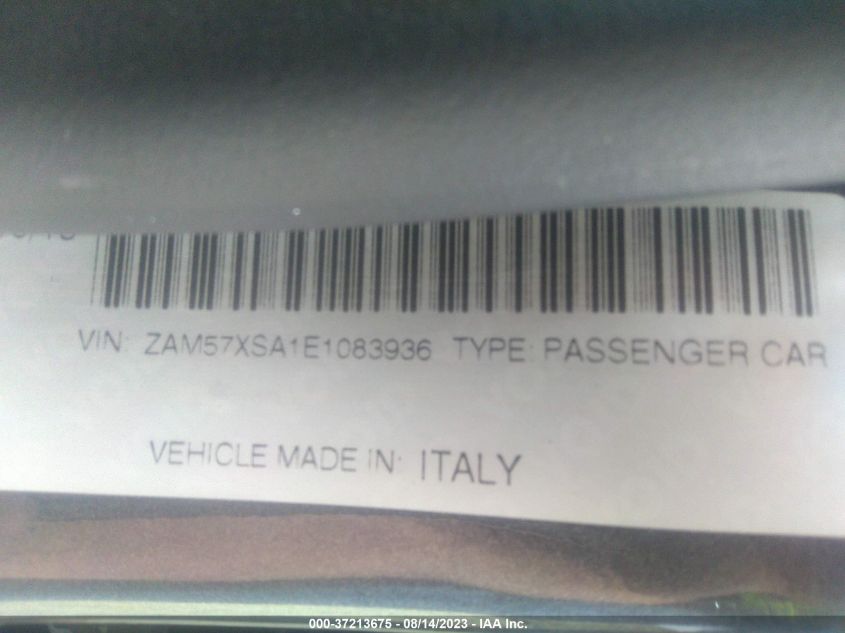 VIN: ZAM57XSA1E1083936 TYPE: PASSENGER CAR
VEHICLE MADE IN: ITALY
000-37213675 - 08/14/2023 - IAA Inc.